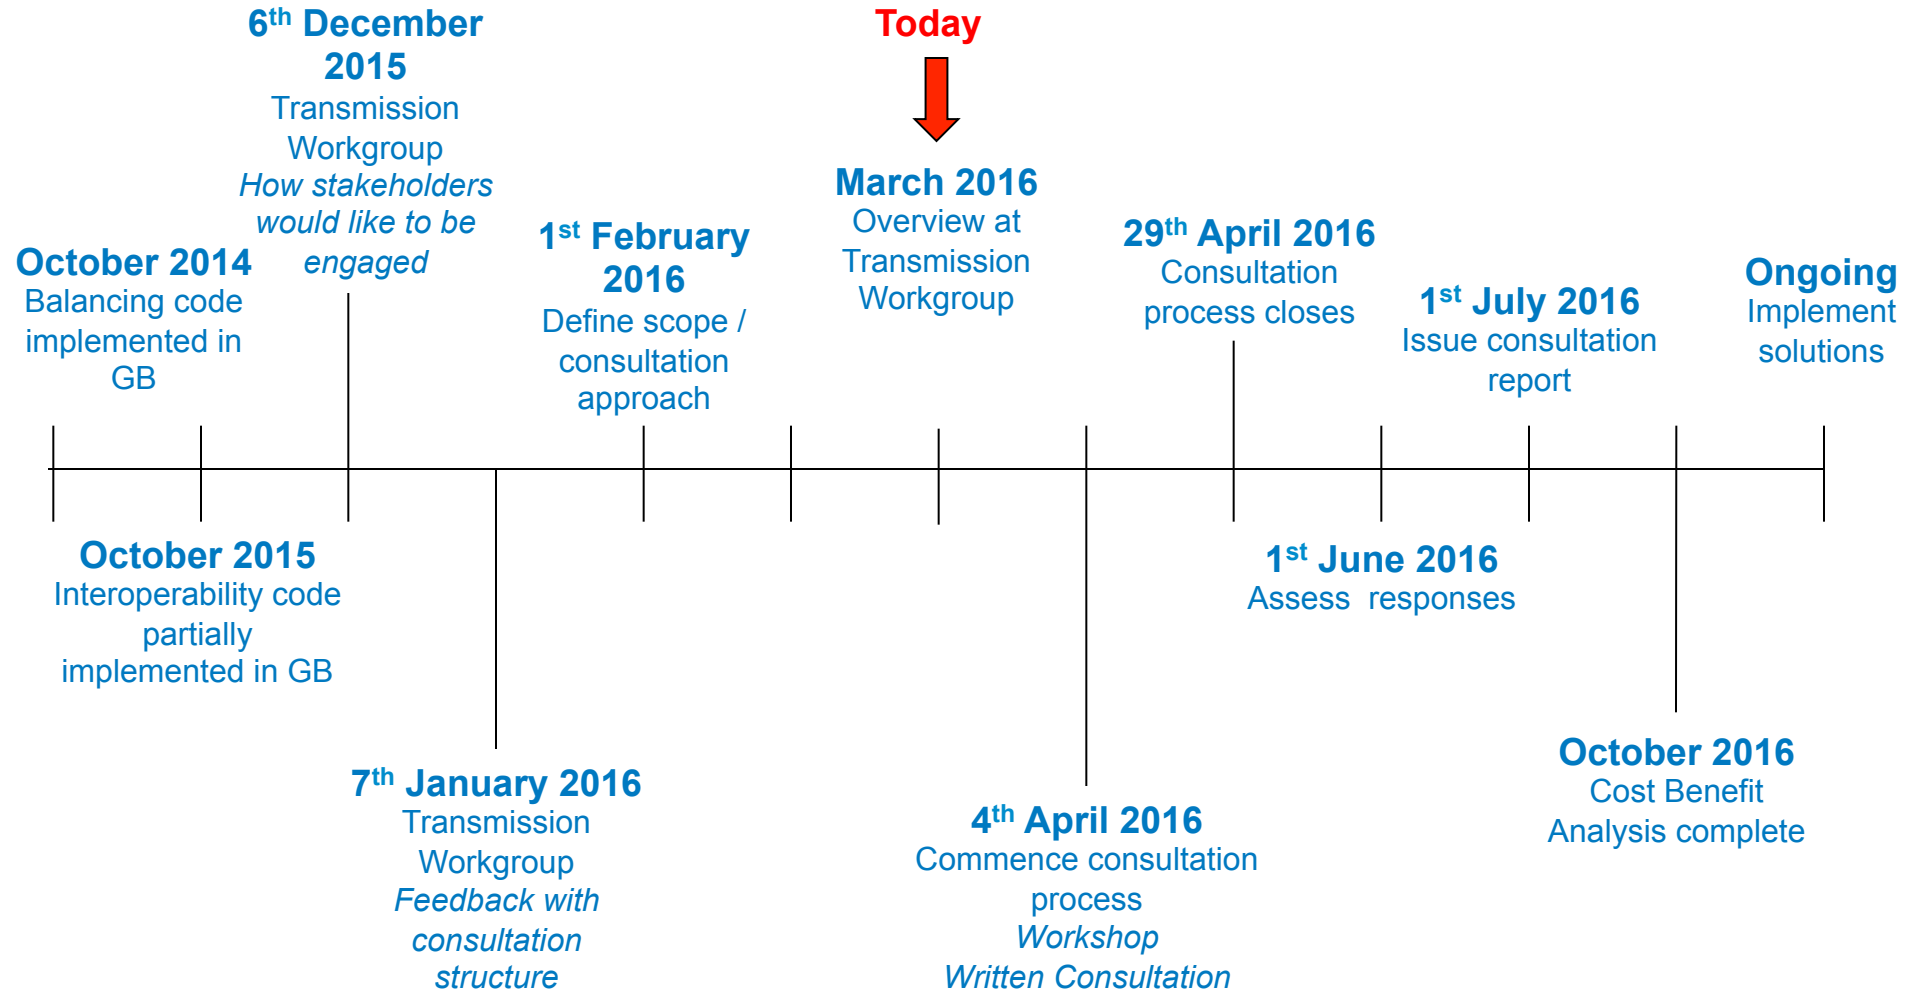 6th December
2015
Transmission
Workgroup
How stakeholders
would like to be
engaged
Today
March 2016
Overview at
Transmission
Workgroup
October 2014
Balancing code
implemented in
GB
1st February
2016
Define scope /
consultation
approach
29th April 2016
Consultation
process closes
1st July 2016
Issue consultation
report
Ongoing
Implement
solutions
October 2015
Interoperability code
partially
implemented in GB
7th January 2016
Transmission
Workgroup
Feedback with
consultation
structure
4th April 2016
Commence consultation
process
Workshop
Written Consultation
1st June 2016
Assess responses
October 2016
Cost Benefit
Analysis complete